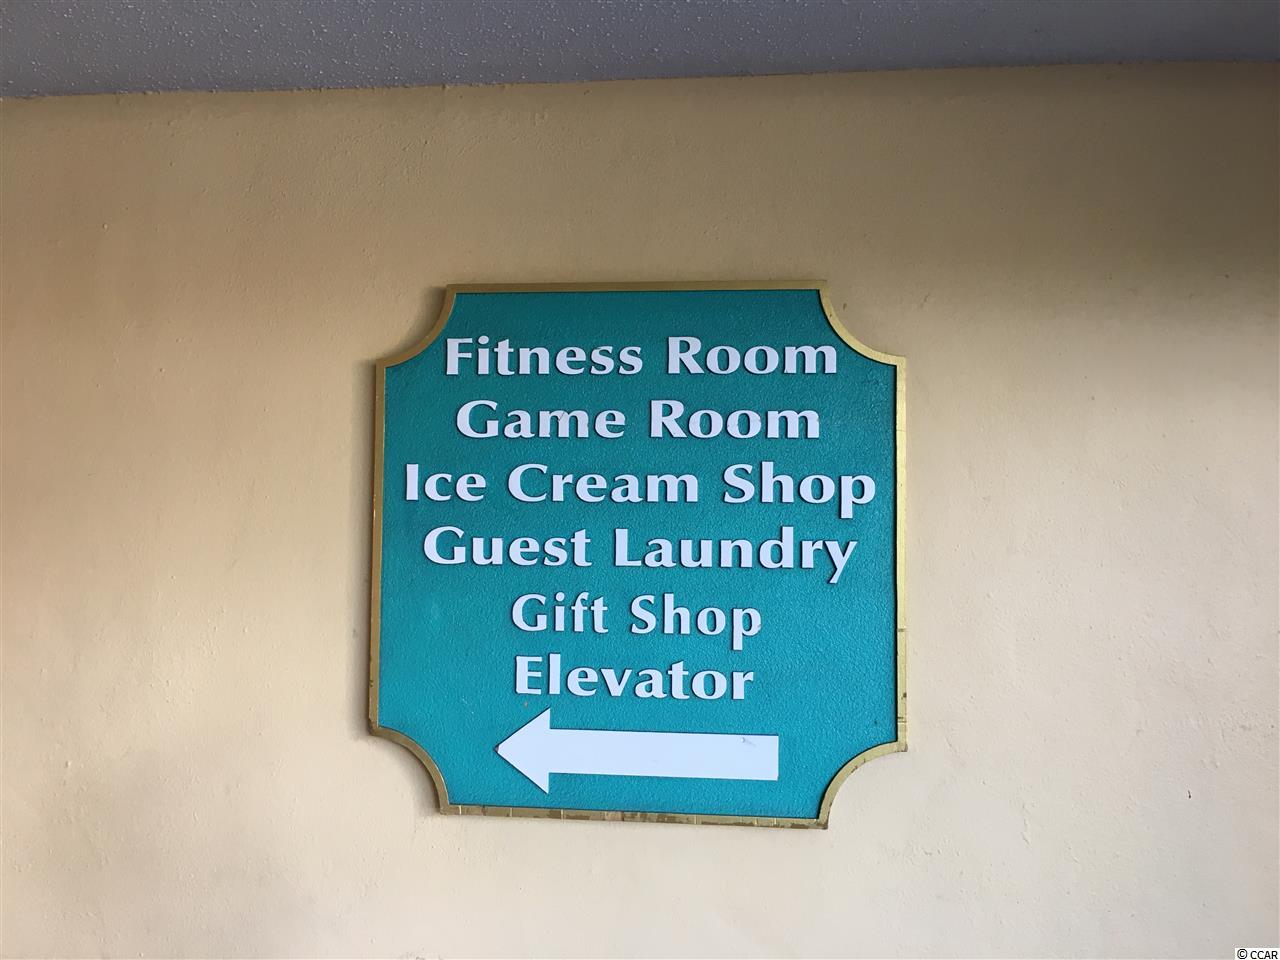 Fitness Room
Game Room
Ice Cream Shop
Guest Laundry
Gift Shop
Elevator
© CCAR